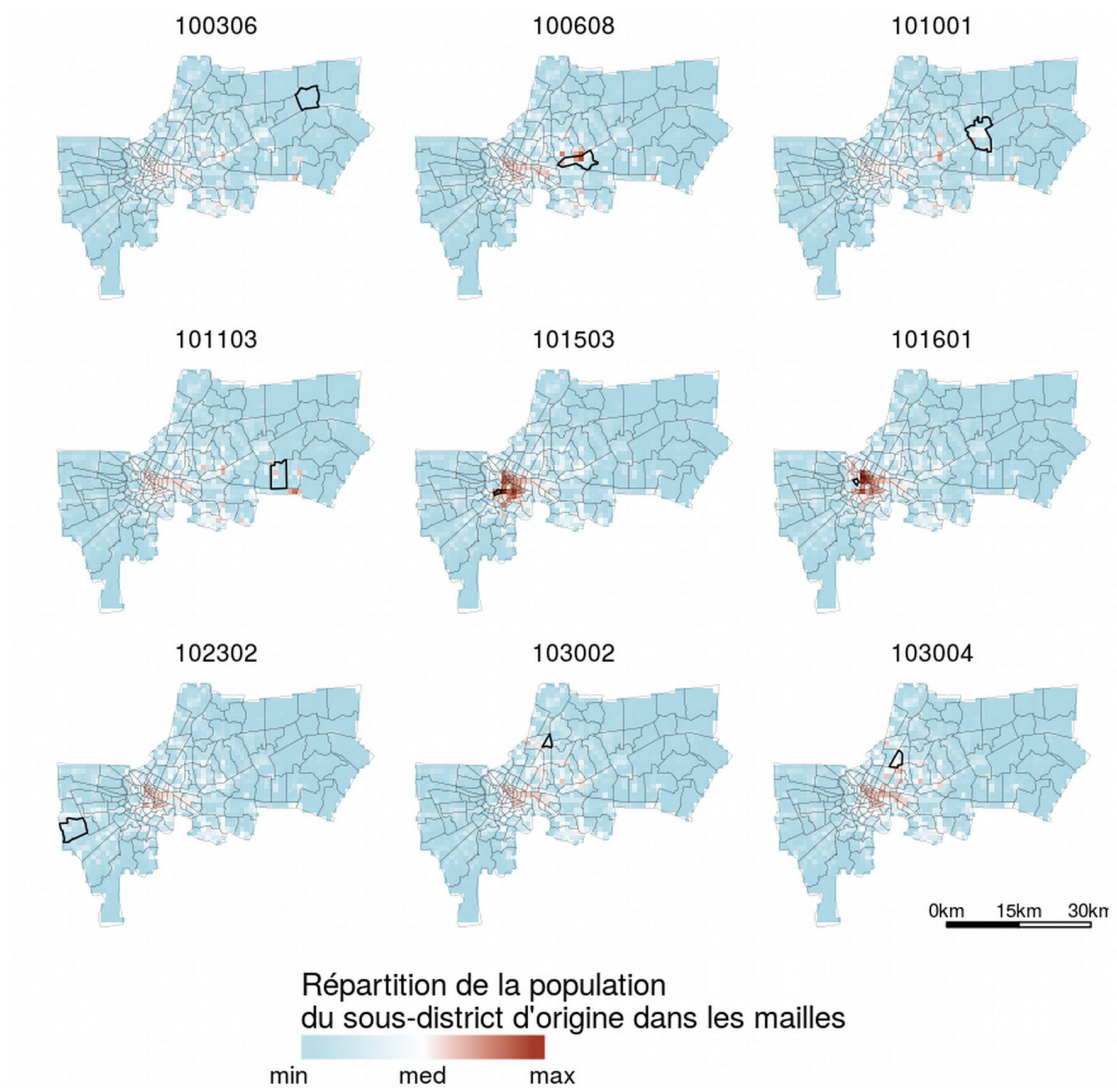 100306
100608
101001
101103
101503
101601
102302
103002
103004
0km 15km 30km
Répartition de la population
du sous-district d'origine dans les mailles
min med max